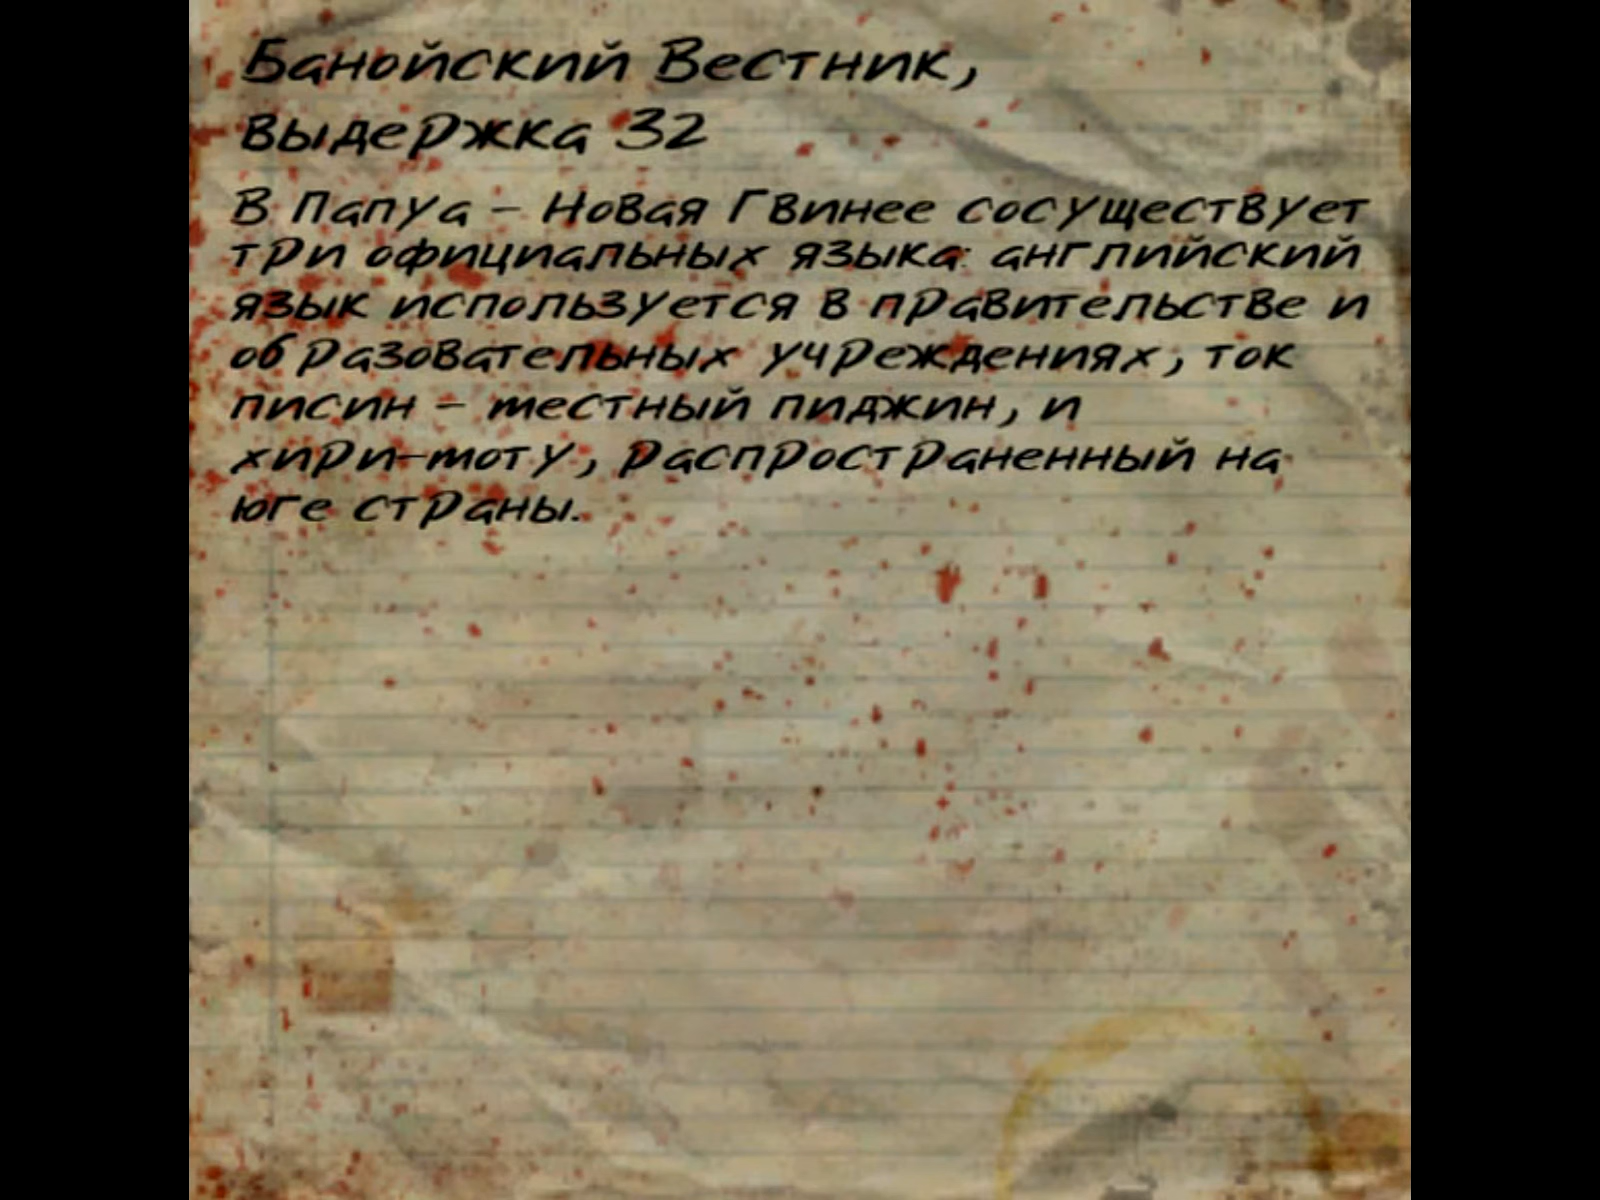 Банойский Вестник,
выдержка 32
В Папуа - Новая Гвинее сосуществует
три официальных языка: английский
язык используется в правительстве и
образовательных учреждениях, ток
писин - местный пиджин, и
хири-моту, распространенный на
юге страны.